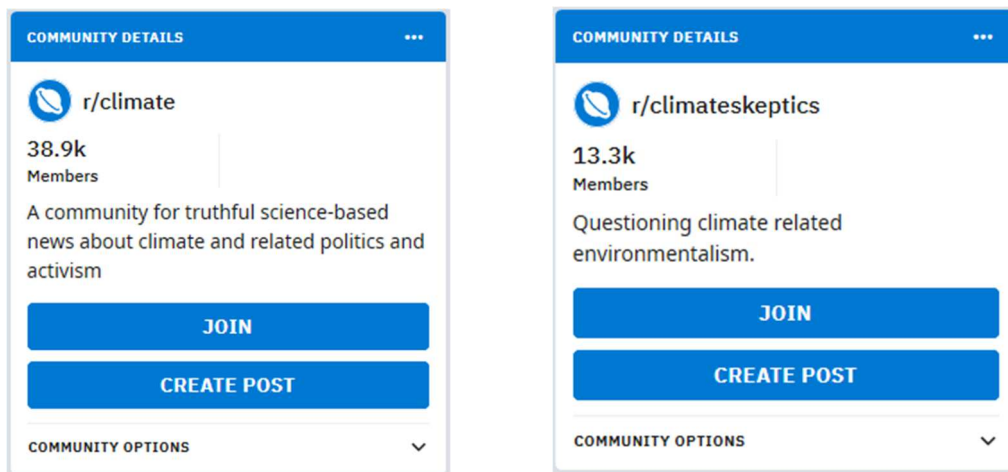 COMMUNITY DETAILS
r/climate
38.9k
Members
A community for truthful science-based
news about climate and related politics and
activism
JOIN
CREATE POST
COMMUNITY OPTIONS
COMMUNITY DETAILS
r/climateskeptics
13.3k
Members
Questioning climate related
environmentalism.
JOIN
CREATE POST
COMMUNITY OPTIONS